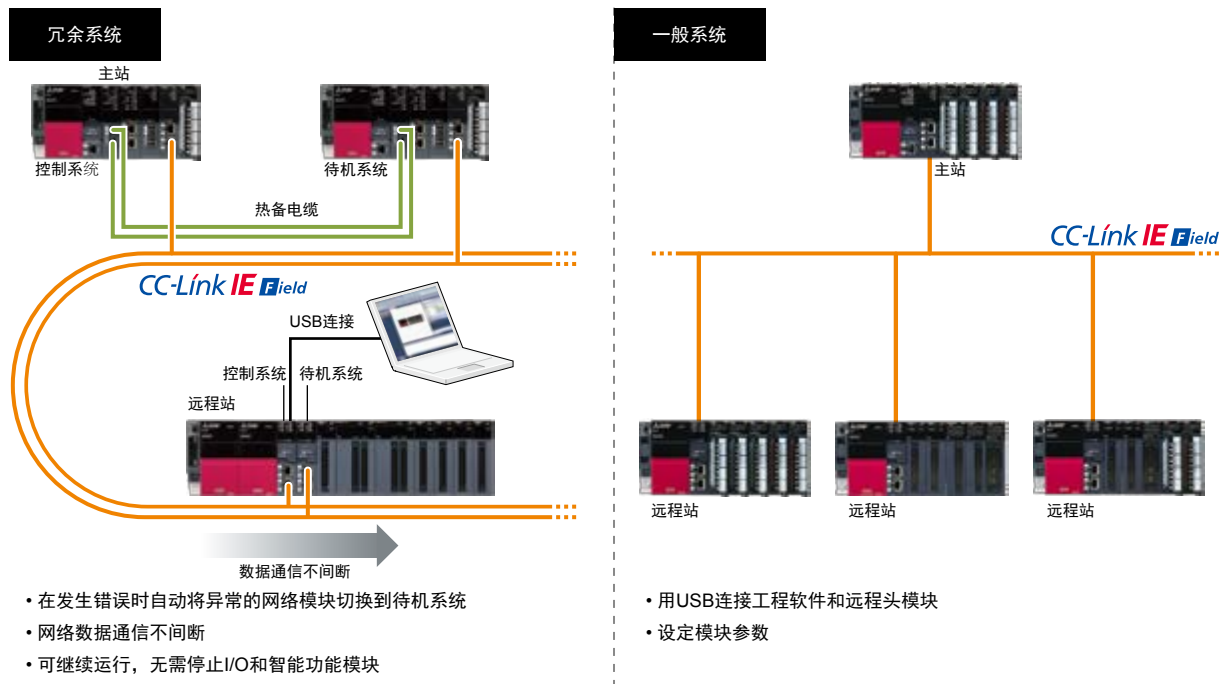 冗余系统
主站
控制系统
待机系统
热备电缆
CC-Link IE Field
USB连接
控制系统 待机系统
远程站
数据通信不间断
• 在发生错误时自动将异常的网络模块切换到待机系统
• 网络数据通信不间断
• 可继续运行，无需停止I/O和智能功能模块
一般系统
主站
CC-Link IE Field
远程站
远程站
远程站
• 用USB连接工程软件和远程头模块
• 设定模块参数